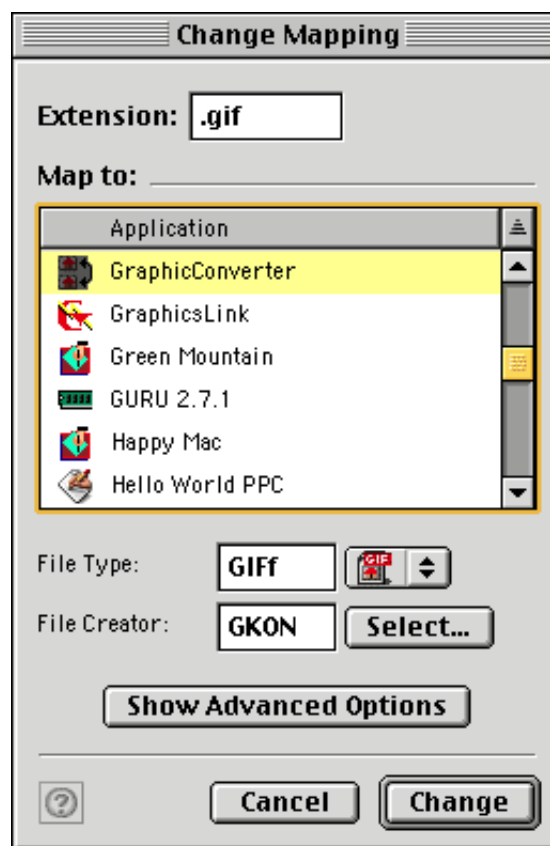 Change Mapping
Extension: .gif
Map to:
Application
GraphicConverter
GraphicsLink
Green Mountain
GURU 2.7.1
Happy Mac
Hello World PPC
File Type: GIFf GIF
File Creator: GKON Select...
Show Advanced Options
? Cancel Change